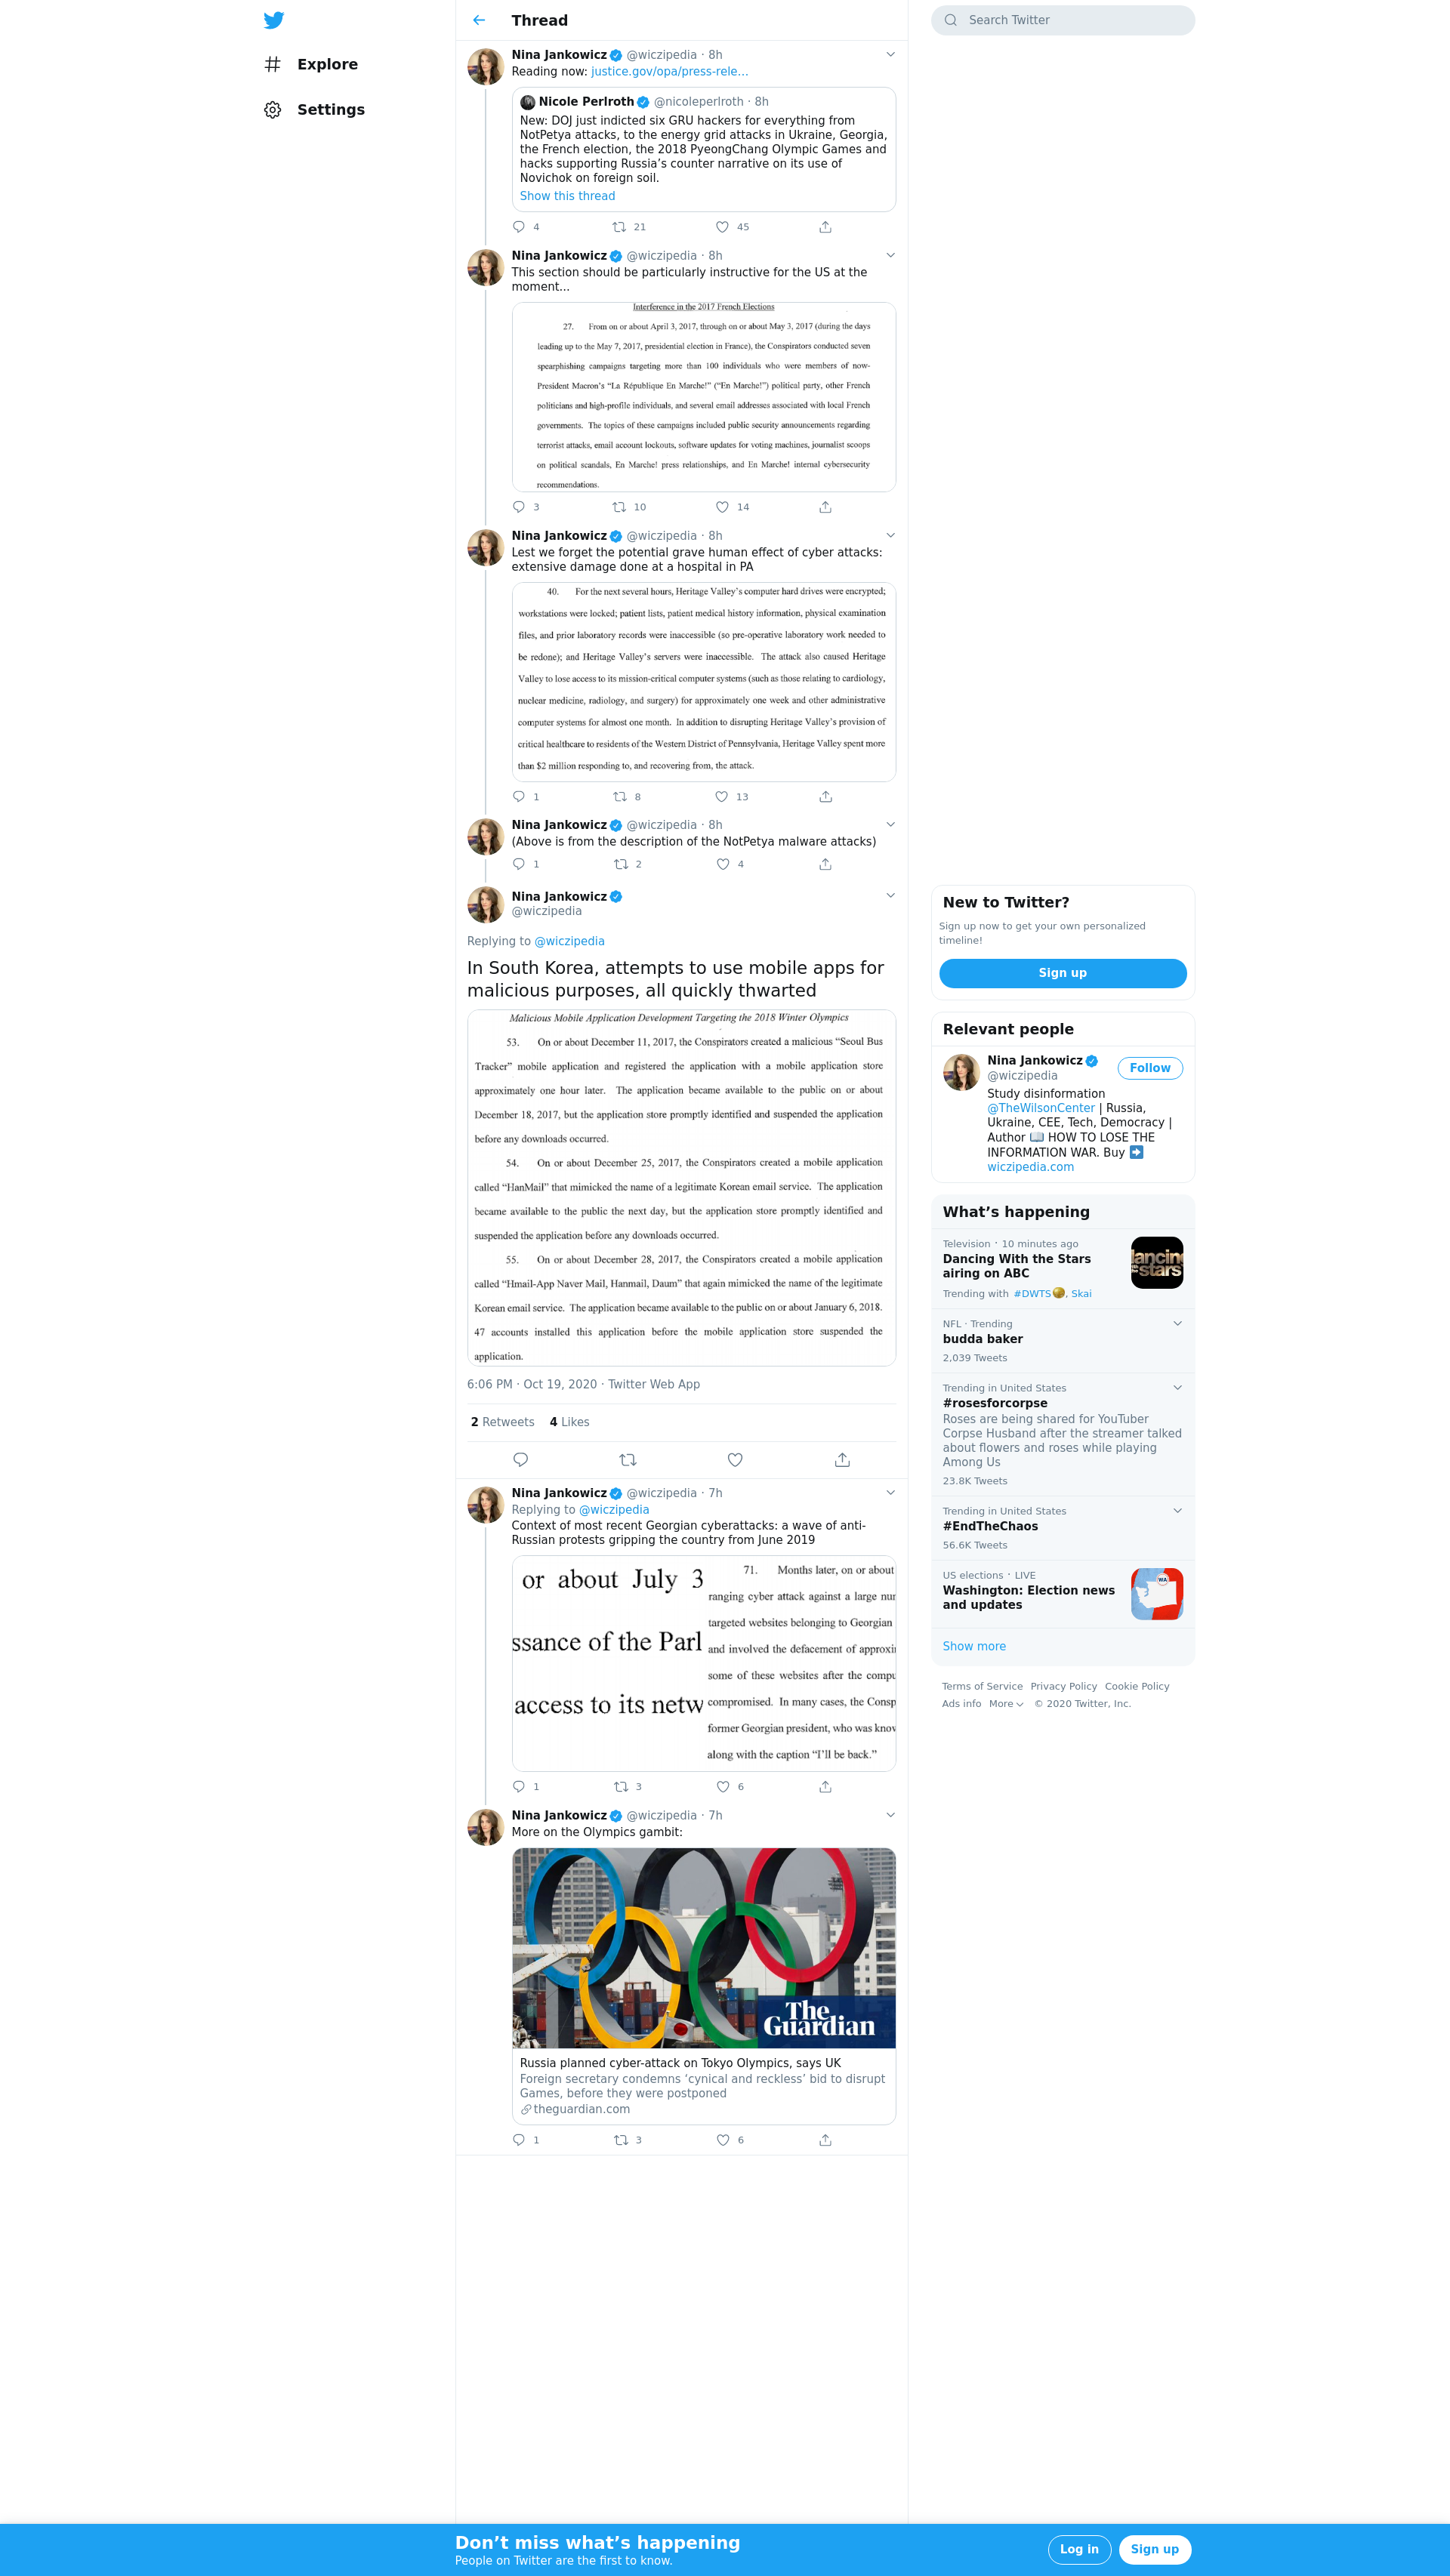 Explore
Settings
Thread
Nina Jankowicz @wiczipedia · 8h
Reading now: justice.gov/opa/press-rele…
Nicole Perlroth @nicoleperlroth · 8h
New: DOJ just indicted six GRU hackers for everything from
NotPetya attacks, to the energy grid attacks in Ukraine, Georgia,
the French election, the 2018 PyeongChang Olympic Games and
hacks supporting Russia’s counter narrative on its use of
Novichok on foreign soil.
Show this thread
4 21 45
Nina Jankowicz @wiczipedia · 8h
This section should be particularly instructive for the US at the
moment...
Interference in the 2017 French Elections
27. From on or about April 3, 2017, through on or about May 3, 2017 (during the days
leading up to the May 7, 2017, presidential election in France), the Conspirators conducted seven
spearphishing campaigns targeting more than 100 individuals who were members of now-
President Macron’s “La République En Marche!” (“En Marche!”) political party, other French
politicians and high-profile individuals, and several email addresses associated with local French
governments. The topics of these campaigns included public security announcements regarding
terrorist attacks, email account lockouts, software updates for voting machines, journalist scoops
on political scandals, En Marche! press relationships, and En Marche! internal cybersecurity
recommendations.
3 10 14
Nina Jankowicz @wiczipedia · 8h
Lest we forget the potential grave human effect of cyber attacks:
extensive damage done at a hospital in PA
40. For the next several hours, Heritage Valley’s computer hard drives were encrypted;
workstations were locked; patient lists, patient medical history information, physical examination
files, and prior laboratory records were inaccessible (so pre-operative laboratory work needed to
be redone); and Heritage Valley’s servers were inaccessible. The attack also caused Heritage
Valley to lose access to its mission-critical computer systems (such as those relating to cardiology,
nuclear medicine, radiology, and surgery) for approximately one week and other administrative
computer systems for almost one month. In addition to disrupting Heritage Valley’s provision of
critical healthcare to residents of the Western District of Pennsylvania, Heritage Valley spent more
than $2 million responding to, and recovering from, the attack.
1 8 13
Nina Jankowicz @wiczipedia · 8h
(Above is from the description of the NotPetya malware attacks)
1 2 4
Nina Jankowicz
@wiczipedia
Replying to @wiczipedia
In South Korea, attempts to use mobile apps for
malicious purposes, all quickly thwarted
Malicious Mobile Application Development Targeting the 2018 Winter Olympics
53. On or about December 11, 2017, the Conspirators created a malicious “Seoul Bus
Tracker” mobile application and registered the application with a mobile application store
approximately one hour later. The application became available to the public on or about
December 18, 2017, but the application store promptly identified and suspended the application
before any downloads occurred.
54. On or about December 25, 2017, the Conspirators created a mobile application
called “HanMail” that mimicked the name of a legitimate Korean email service. The application
became available to the public the next day, but the application store promptly identified and
suspended the application before any downloads occurred.
55. On or about December 28, 2017, the Conspirators created a mobile application
called “Hmail-App Naver Mail, Hanmail, Daum” that again mimicked the name of the legitimate
Korean email service. The application became available to the public on or about January 6, 2018.
47 accounts installed this application before the mobile application store suspended the
application.
6:06 PM · Oct 19, 2020 · Twitter Web App
2 Retweets 4 Likes
Nina Jankowicz @wiczipedia · 7h
Replying to @wiczipedia
Context of most recent Georgian cyberattacks: a wave of anti-
Russian protests gripping the country from June 2019
or about July 3
ssance of the Parl
access to its netw
71. Months later, on or about
ranging cyber attack against a large nur
targeted websites belonging to Georgian
and involved the defacement of approxi
some of these websites after the compu
compromised. In many cases, the Consp
former Georgian president, who was know
along with the caption “I’ll be back.”
1 3 6
Nina Jankowicz @wiczipedia · 7h
More on the Olympics gambit:
The
Guardian
Russia planned cyber-attack on Tokyo Olympics, says UK
Foreign secretary condemns ‘cynical and reckless’ bid to disrupt
Games, before they were postponed
theguardian.com
1 3 6
Search Twitter
New to Twitter?
Sign up now to get your own personalized
timeline!
Sign up
Relevant people
Nina Jankowicz
@wiczipedia
Follow
Study disinformation
@TheWilsonCenter | Russia,
Ukraine, CEE, Tech, Democracy |
Author HOW TO LOSE THE
INFORMATION WAR. Buy
wiczipedia.com
What’s happening
Television · 10 minutes ago
Dancing With the Stars
airing on ABC
Trending with #DWTS, Skai
dancing
stars
NFL · Trending
budda baker
2,039 Tweets
Trending in United States
#rosesforcorpse
Roses are being shared for YouTuber
Corpse Husband after the streamer talked
about flowers and roses while playing
Among Us
23.8K Tweets
Trending in United States
#EndTheChaos
56.6K Tweets
US elections · LIVE
Washington: Election news
and updates
WA
Show more
Terms of Service Privacy Policy Cookie Policy
Ads info More © 2020 Twitter, Inc.
Don’t miss what’s happening
People on Twitter are the first to know.
Log in
Sign up